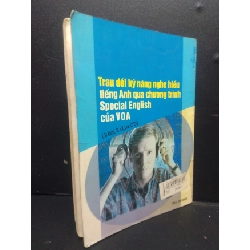 Trau dồi kỹ năng nghe hiểu
tiếng Anh qua chương trình
Special English
của VOA